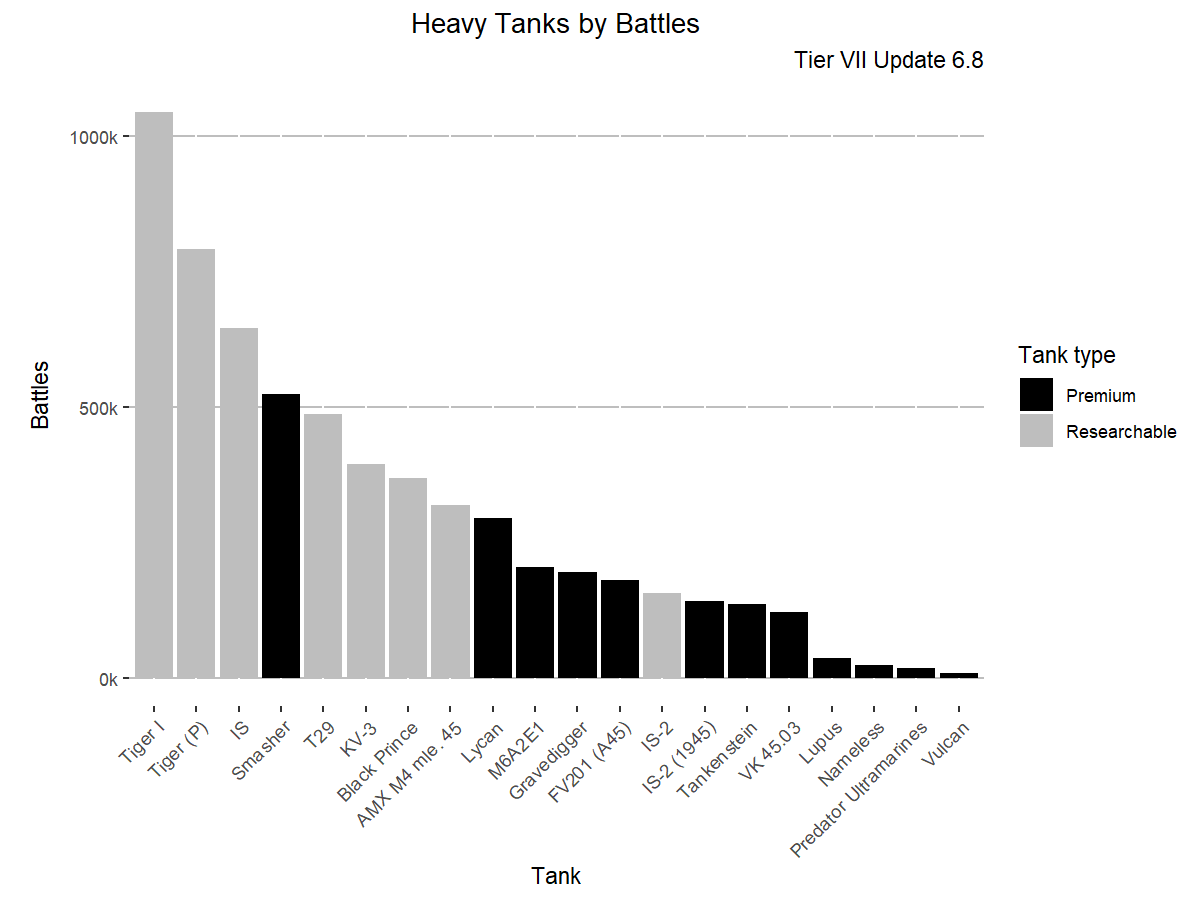 Heavy Tanks by Battles
Tier VII Update 6.8
Battles
1000k
500k
0k
Tiger I
Tiger (P)
IS
Smasher
T29
KV-3
Black Prince
AMX M4 mle. 45
Lycan
M6A2E1
Gravedigger
FV201 (A45)
IS-2
IS-2 (1945)
Tankenstein
VK 45.03
Lupus
Nameless
Predator Ultramarines
Vulcan
Tank
Tank type
Premium
Researchable